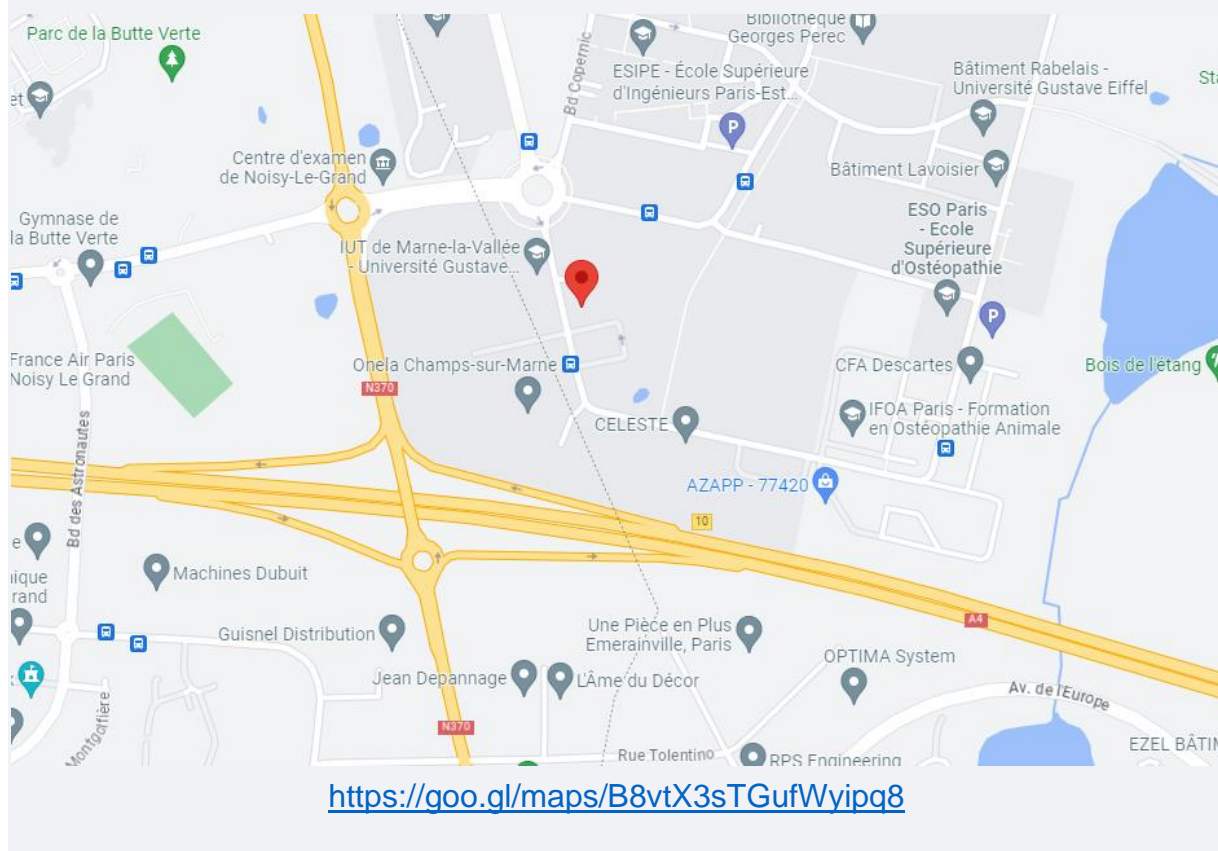 Bibliothèque
Georges Perec
Parc de la Butte Verte
Bd Copernic
ESIPE - École Supérieure
d'Ingénieurs Paris-Est...
Bâtiment Rabelais -
Université Gustave Eiffel
P
Centre d'examen
de Noisy-Le-Grand
Bâtiment Lavoisier
Gymnase de
la Butte Verte
ESO Paris
- Ecole
Supérieure
d'Ostéopathie
IUT de Marne-la-Vallée
- Université Gustave...
P
France Air Paris
Noisy Le Grand
Onela Champs-sur-Marne
CFA Descartes
Bois de l'étang
N370
IFOA Paris - Formation
en Ostéopathie Animale
CELESTE
Bd des Astronautes
AZAPP - 77420
10
Machines Dubuit
A4
Guisnel Distribution
Une Pièce en Plus
Emerainville, Paris
OPTIMA System
Jean Depannage
L'Âme du Décor
Av. de l'Europe
N370
Montgolfière
Rue Tolentino
RPS Engineering
EZEL BÂTIM
https://goo.gl/maps/B8vtX3sTGufWyipq8